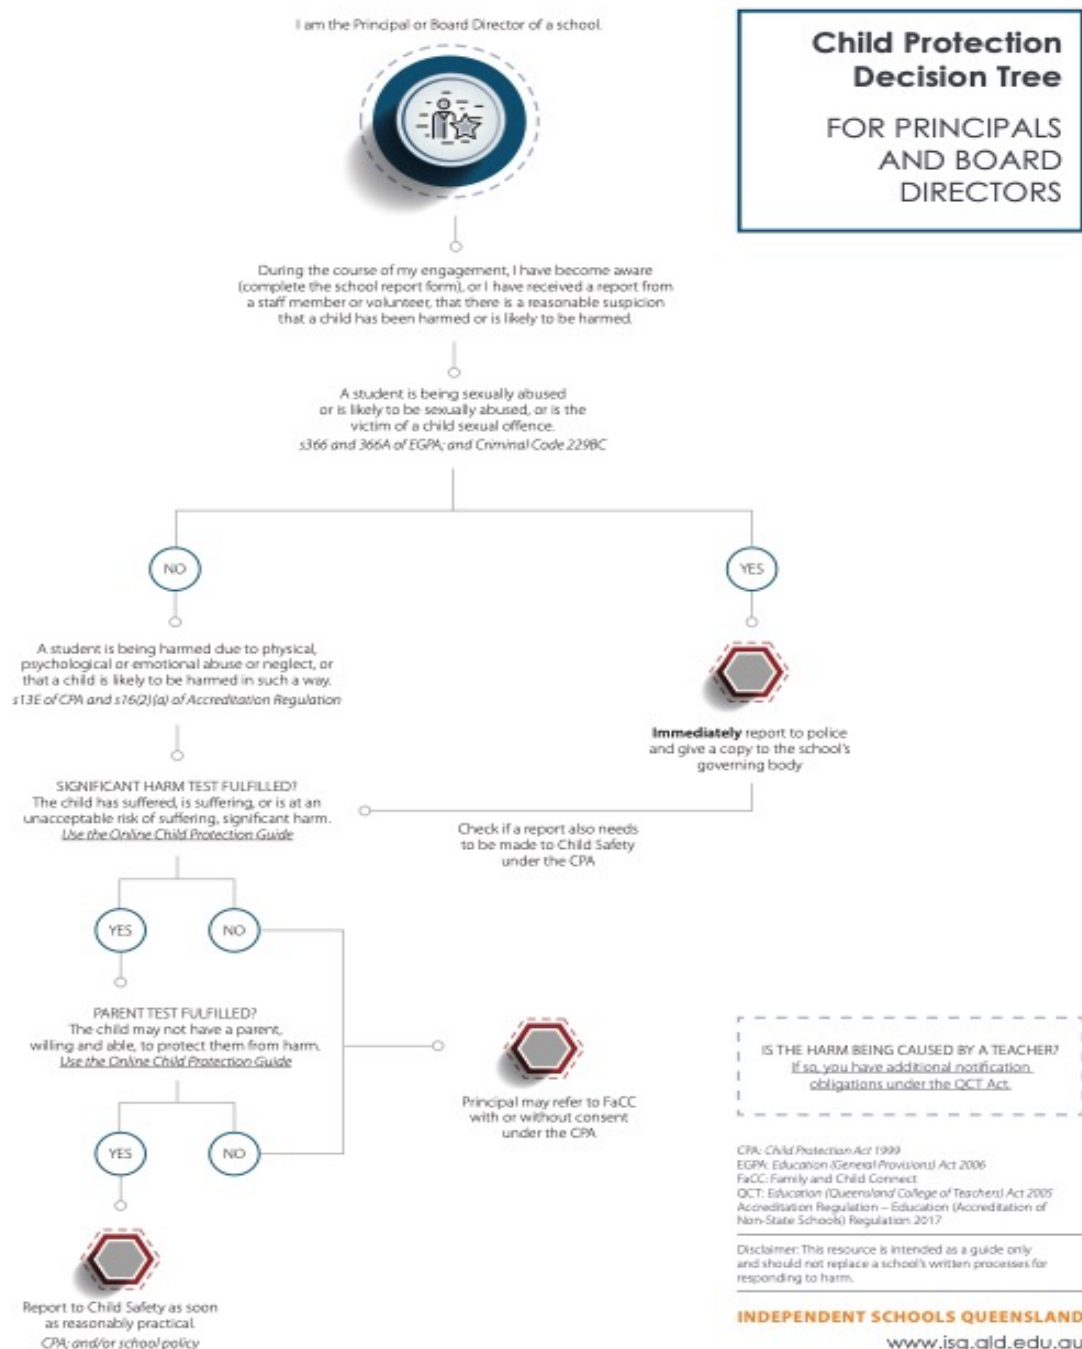 I am the Principal or Board Director of a school.
Child Protection
Decision Tree
FOR PRINCIPALS
AND BOARD
DIRECTORS
During the course of my engagement, I have become aware
(complete the school report form), or I have received a report from
a staff member or volunteer, that there is a reasonable suspicion
that a child has been harmed or is likely to be harmed.
A student is being sexually abused
or is likely to be sexually abused, or is the
victim of a child sexual offence.
s366 and 366A of EGPA; and Criminal Code 229BC
NO
YES
A student is being harmed due to physical,
psychological or emotional abuse or neglect, or
that a child is likely to be harmed in such a way.
s13E of CPA and s16(2)(a) of Accreditation Regulation
Immediately report to police
and give a copy to the school's
governing body
SIGNIFICANT HARM TEST FULFILLED?
The child has suffered, is suffering, or is at an
unacceptable risk of suffering, significant harm.
Use the Online Child Protection Guide
Check if a report also needs
to be made to Child Safety
under the CPA
YES
NO
PARENT TEST FULFILLED?
The child may not have a parent,
willing and able, to protect them from harm.
Use the Online Child Protection Guide
Principal may refer to FaCC
with or without consent
under the CPA
YES
NO
Report to Child Safety as soon
as reasonably practical.
CPA; and/or school policy
IS THE HARM BEING CAUSED BY A TEACHER?
If so, you have additional notification
obligations under the QCT Act.
CPA: Child Protection Act 1999
EGPA: Education (General Provisions) Act 2006
FaCC: Family and Child Connect
QCT: Education (Queensland College of Teachers) Act 2005
Accreditation Regulation – Education (Accreditation of
Non-State Schools) Regulation 2017
Disclaimer: This resource is intended as a guide only
and should not replace a school's written processes for
responding to harm.
INDEPENDENT SCHOOLS QUEENSLAND
www.isq.qld.edu.au